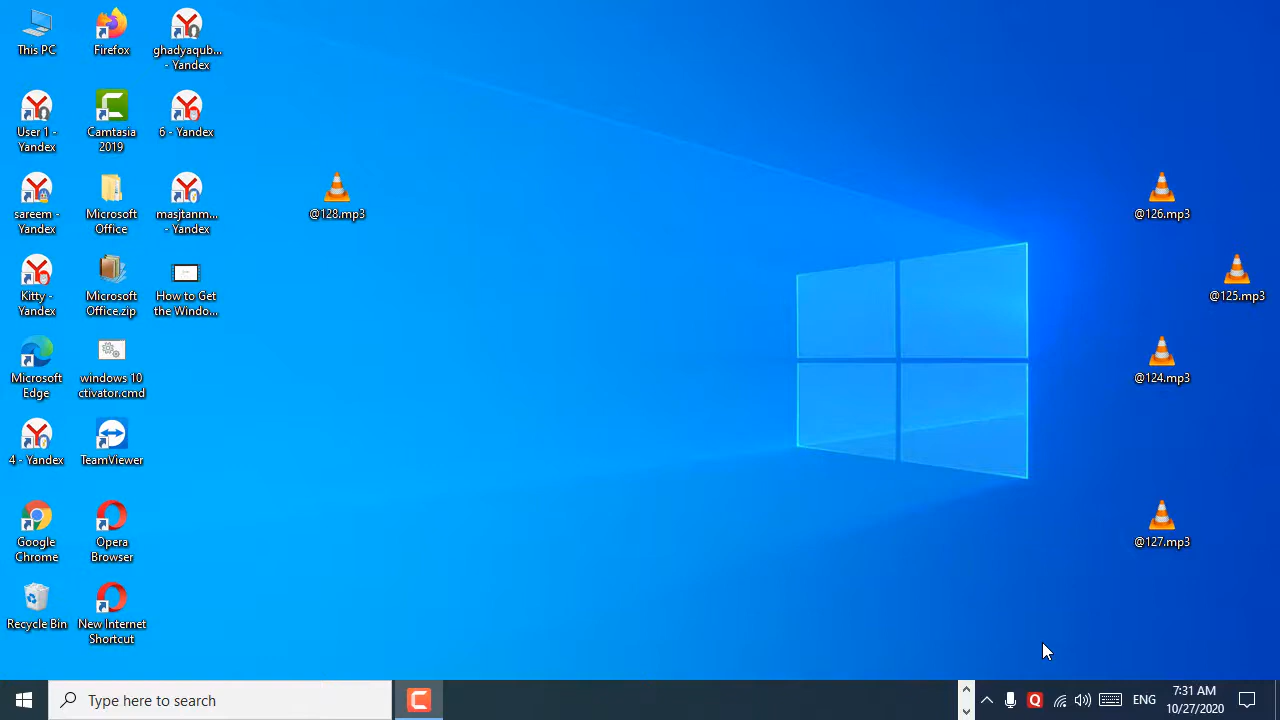 This PC
Firefox
ghadyaqub...
- Yandex
User 1 -
Yandex
Camtasia
2019
6 - Yandex
sareem -
Yandex
Microsoft
Office
masjtanm...
- Yandex
@128.mp3
@126.mp3
Kitty -
Yandex
Microsoft
Office.zip
How to Get
the Windo...
@125.mp3
Microsoft
Edge
windows 10
ctivator.cmd
@124.mp3
4 - Yandex
TeamViewer
Google
Chrome
Opera
Browser
@127.mp3
Recycle Bin
New Internet
Shortcut
Type here to search
ENG
7:31 AM
10/27/2020